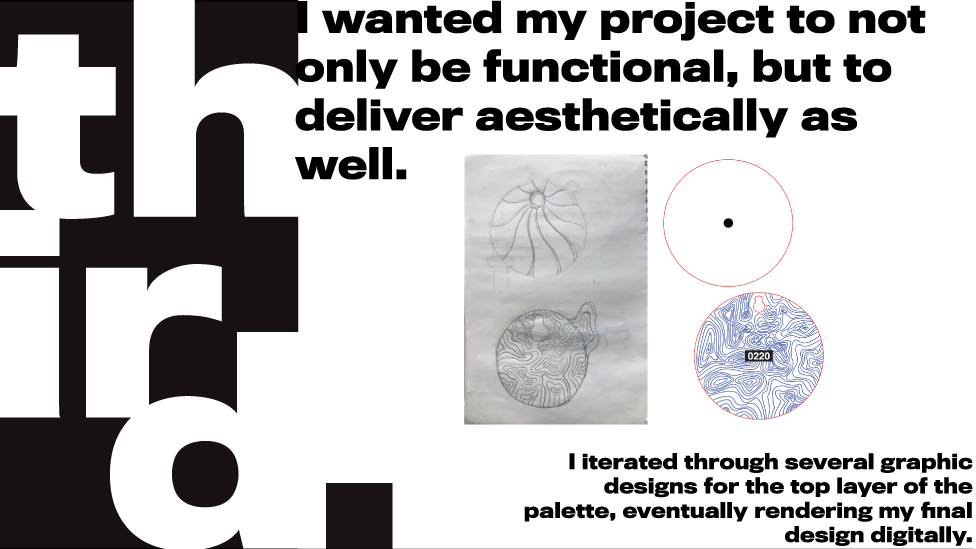 third.
I wanted my project to not
only be functional, but to
deliver aesthetically as
well.
0220
I iterated through several graphic
designs for the top layer of the
palette, eventually rendering my final
design digitally.